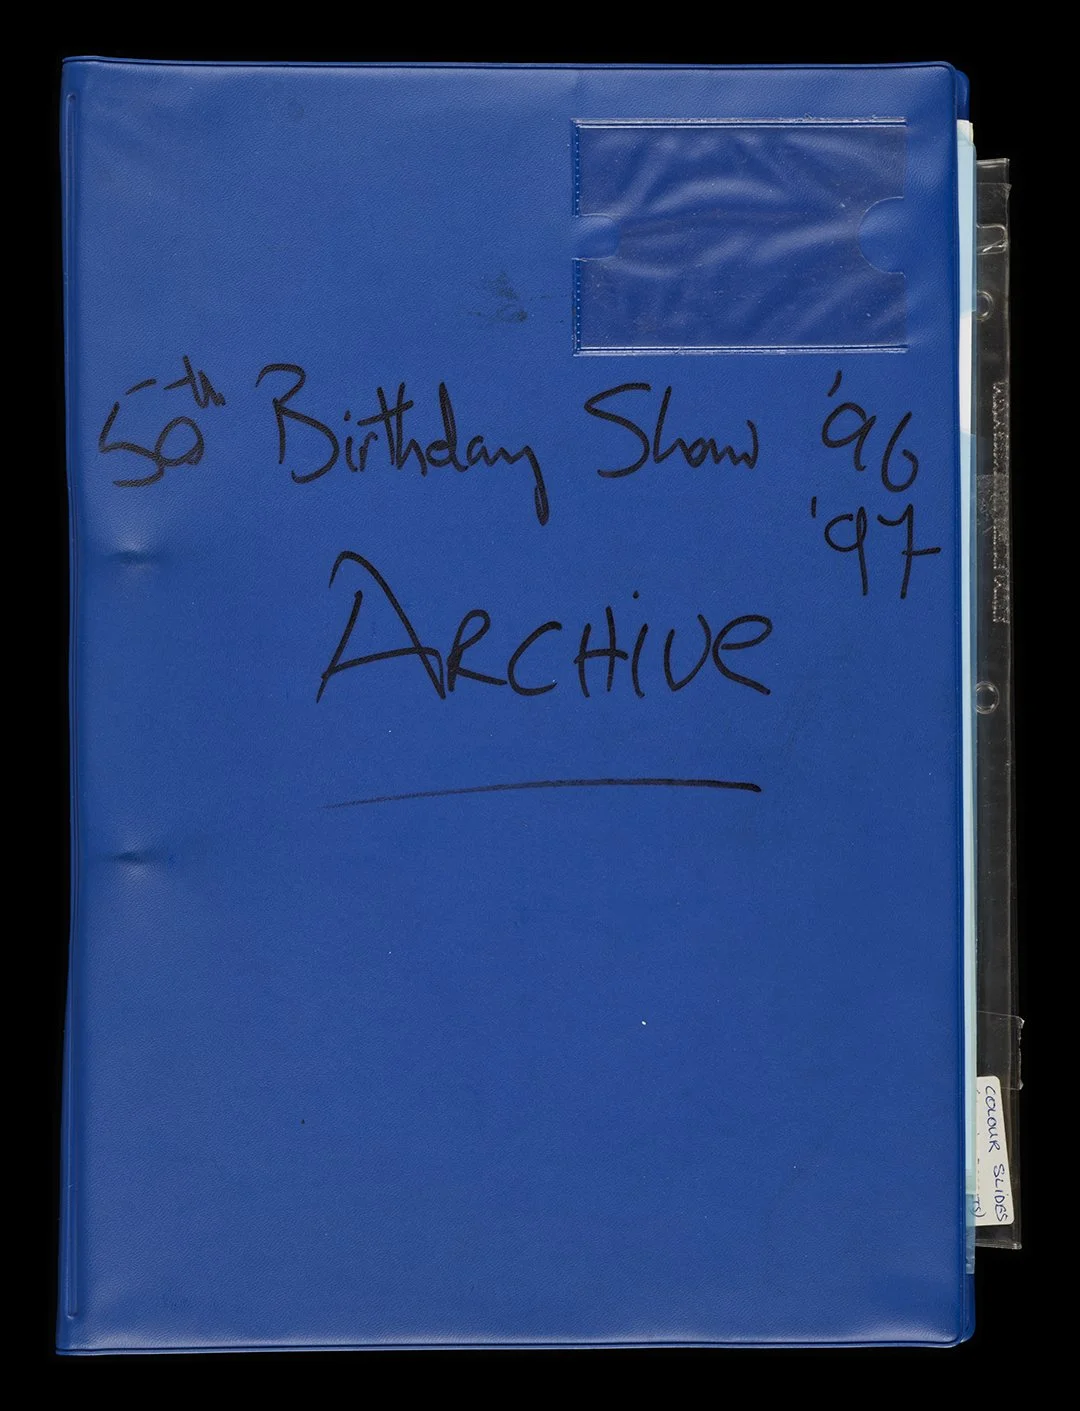 50th Birthday Show '96
'97
ARCHIVE
COLOUR SLIDES